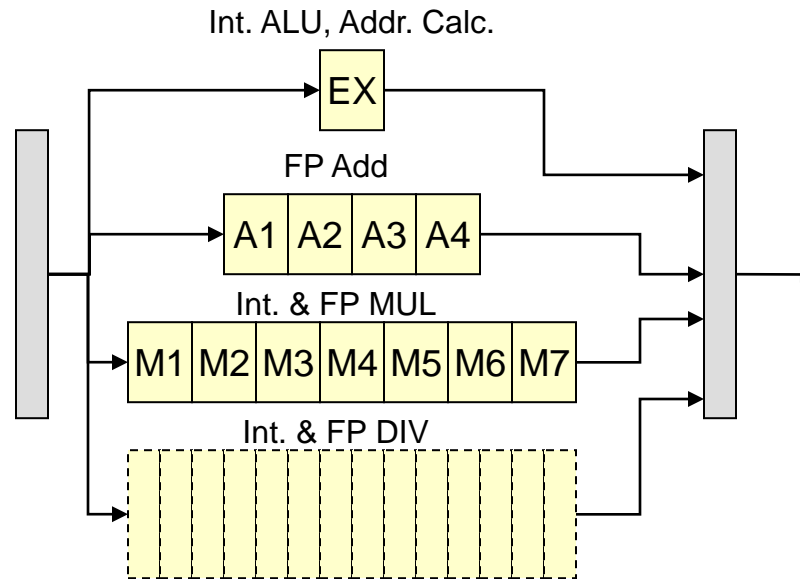 Int. ALU, Addr. Calc.
EX
FP Add
A1 A2 A3 A4
Int. & FP MUL
M1 M2 M3 M4 M5 M6 M7
Int. & FP DIV